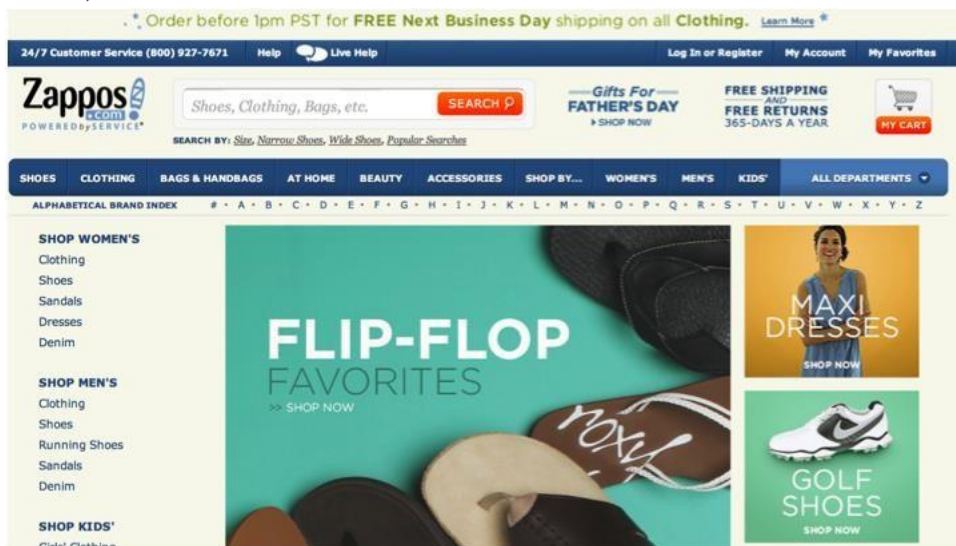 Order before 1pm PST for FREE Next Business Day shipping on all Clothing. Learn More
24/7 Customer Service (800) 927-7671 Help Live Help Log In or Register My Account My Favorites
Zappos
.com
POWERED by SERVICE
Shoes, Clothing, Bags, etc.
SEARCH
SEARCH BY: Size, Narrow Shoes, Wide Shoes, Popular Searches
Gifts For
FATHER'S DAY
SHOP NOW
FREE SHIPPING
AND
FREE RETURNS
365-DAYS A YEAR
MY CART
SHOES CLOTHING BAGS & HANDBAGS AT HOME BEAUTY ACCESSORIES SHOP BY... WOMEN'S MEN'S KIDS' ALL DEPARTMENTS
ALPHABETICAL BRAND INDEX # · A · B · C · D · E · F · G · H · I · J · K · L · M · N · O · P · Q · R · S · T · U · V · W · X · Y · Z
SHOP WOMEN'S
Clothing
Shoes
Sandals
Dresses
Denim
SHOP MEN'S
Clothing
Shoes
Running Shoes
Sandals
Denim
SHOP KIDS'
Girls' Clothing
FLIP-FLOP
FAVORITES
>> SHOP NOW
roxy
MAXI
DRESSES
SHOP NOW
GOLF
SHOES
SHOP NOW